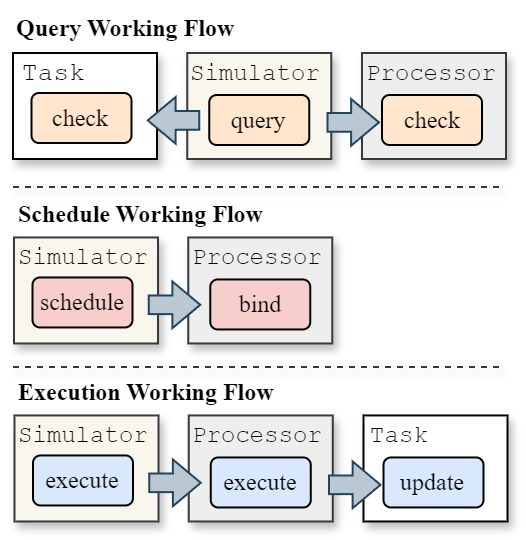 Query Working Flow
Task Simulator Processor
check query check
Schedule Working Flow
Simulator Processor
schedule bind
Execution Working Flow
Simulator Processor Task
execute execute update